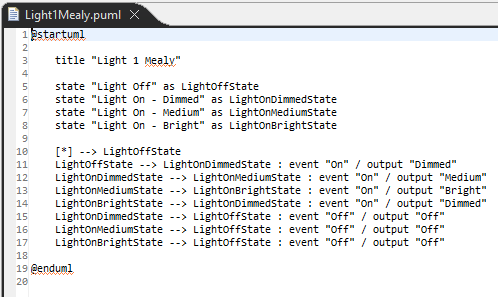 Light1Mealy.puml
1 @startuml
2
3 title "Light 1 Mealy"
4
5 state "Light Off" as LightOffState
6 state "Light On - Dimmed" as LightOnDimmedState
7 state "Light On - Medium" as LightOnMediumState
8 state "Light On - Bright" as LightOnBrightState
9
10 [*] --> LightOffState
11 LightOffState --> LightOnDimmedState : event "On" / output "Dimmed"
12 LightOnDimmedState --> LightOnMediumState : event "On" / output "Medium"
13 LightOnMediumState --> LightOnBrightState : event "On" / output "Bright"
14 LightOnBrightState --> LightOnDimmedState : event "On" / output "Dimmed"
15 LightOnDimmedState --> LightOffState : event "Off" / output "Off"
16 LightOnMediumState --> LightOffState : event "Off" / output "Off"
17 LightOnBrightState --> LightOffState : event "Off" / output "Off"
18
19 @enduml
20